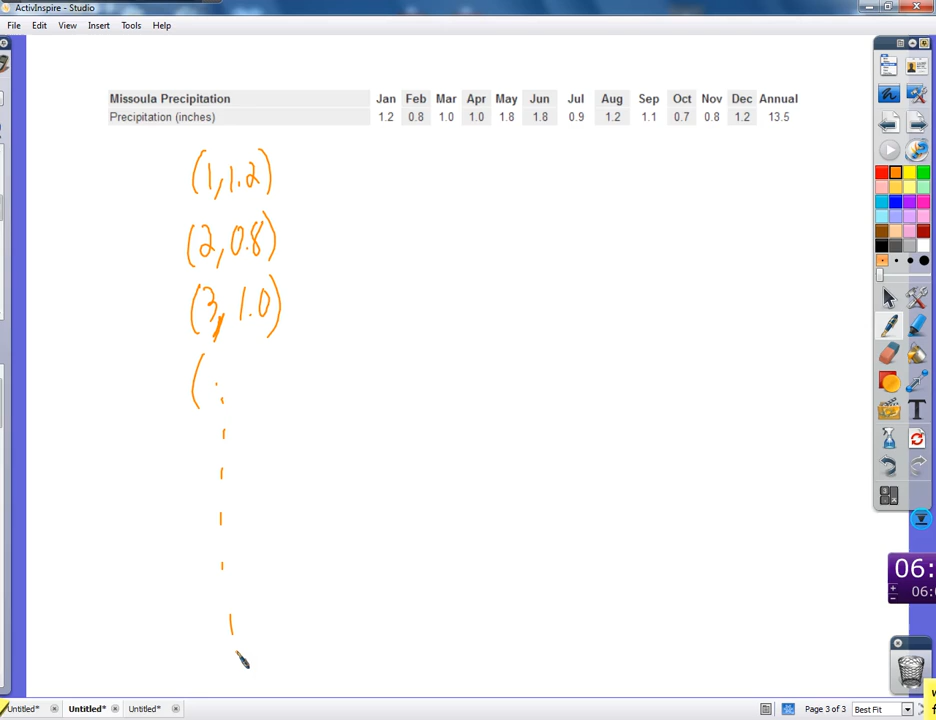 ActivInspire - Studio
File Edit View Insert Tools Help
Missoula Precipitation Jan Feb Mar Apr May Jun Jul Aug Sep Oct Nov Dec Annual
Precipitation (inches) 1.2 0.8 1.0 1.0 1.8 1.8 0.9 1.2 1.1 0.7 0.8 1.2 13.5
(1, 1.2)
(2, 0.8)
(3, 1.0)
(
06:
06:
Untitled* Untitled* Untitled* Page 3 of 3 Best Fit